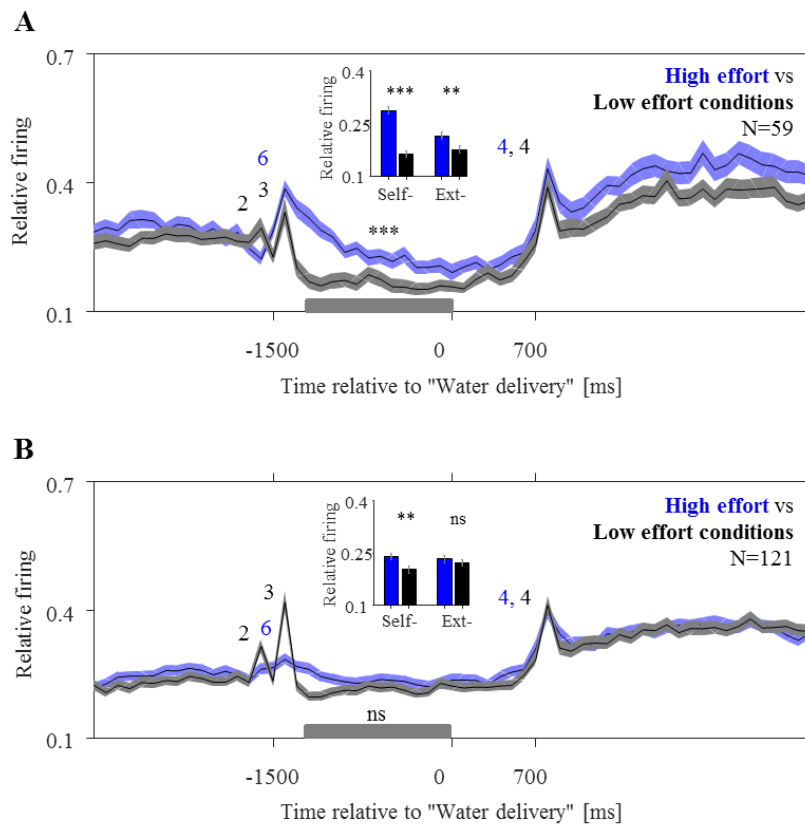 A
0.7
0.4
0.1
Relative firing
High effort vs
Low effort conditions
N=59
0.4
0.25
0.1
Relative firing
*** **
Self- Ext-
6
2 3
***
4, 4
-1500 0 700
Time relative to "Water delivery" [ms]
B
0.7
0.4
0.1
Relative firing
High effort vs
Low effort conditions
N=121
0.4
0.25
0.1
Relative firing
** ns
Self- Ext-
3
2 6
4, 4
ns
-1500 0 700
Time relative to "Water delivery" [ms]